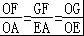 OF/OA = GF/EA = OG/OE